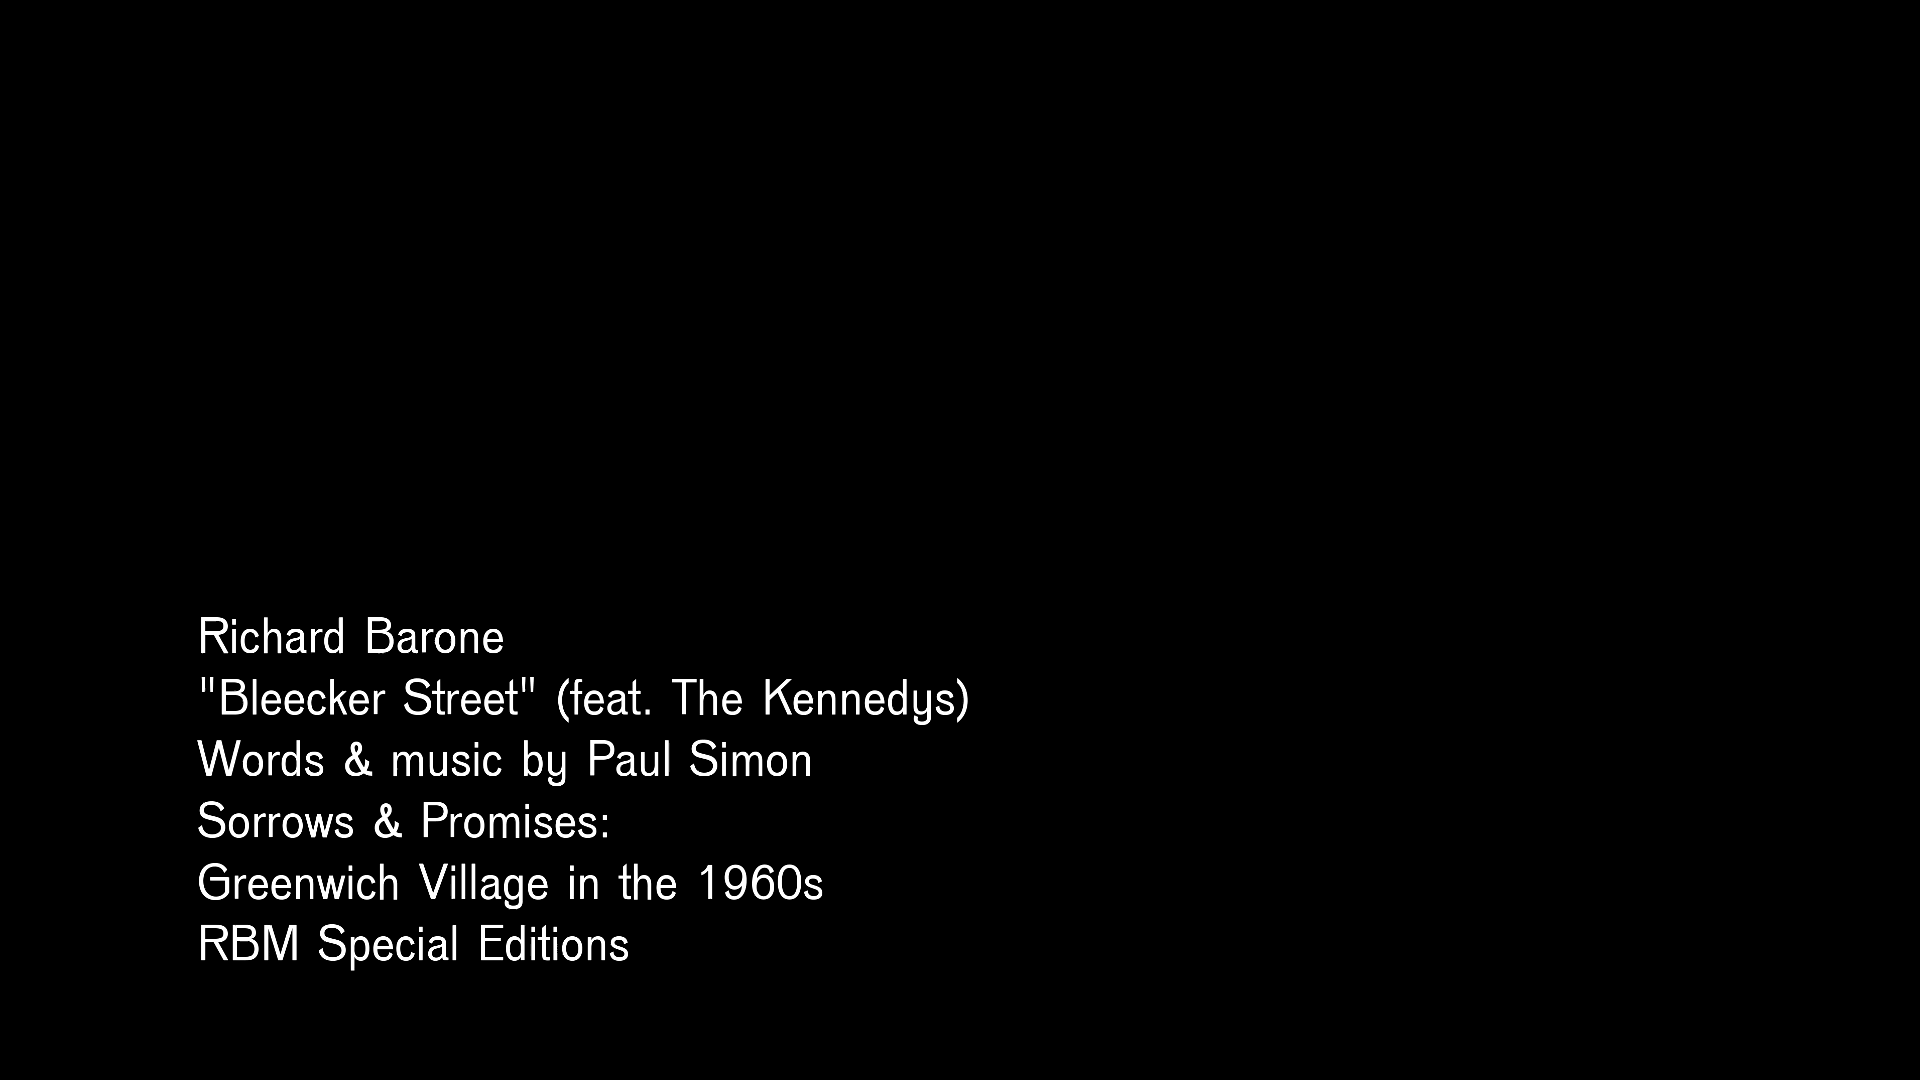 Richard Barone
"Bleecker Street" (feat. The Kennedys)
Words & music by Paul Simon
Sorrows & Promises:
Greenwich Village in the 1960s
RBM Special Editions